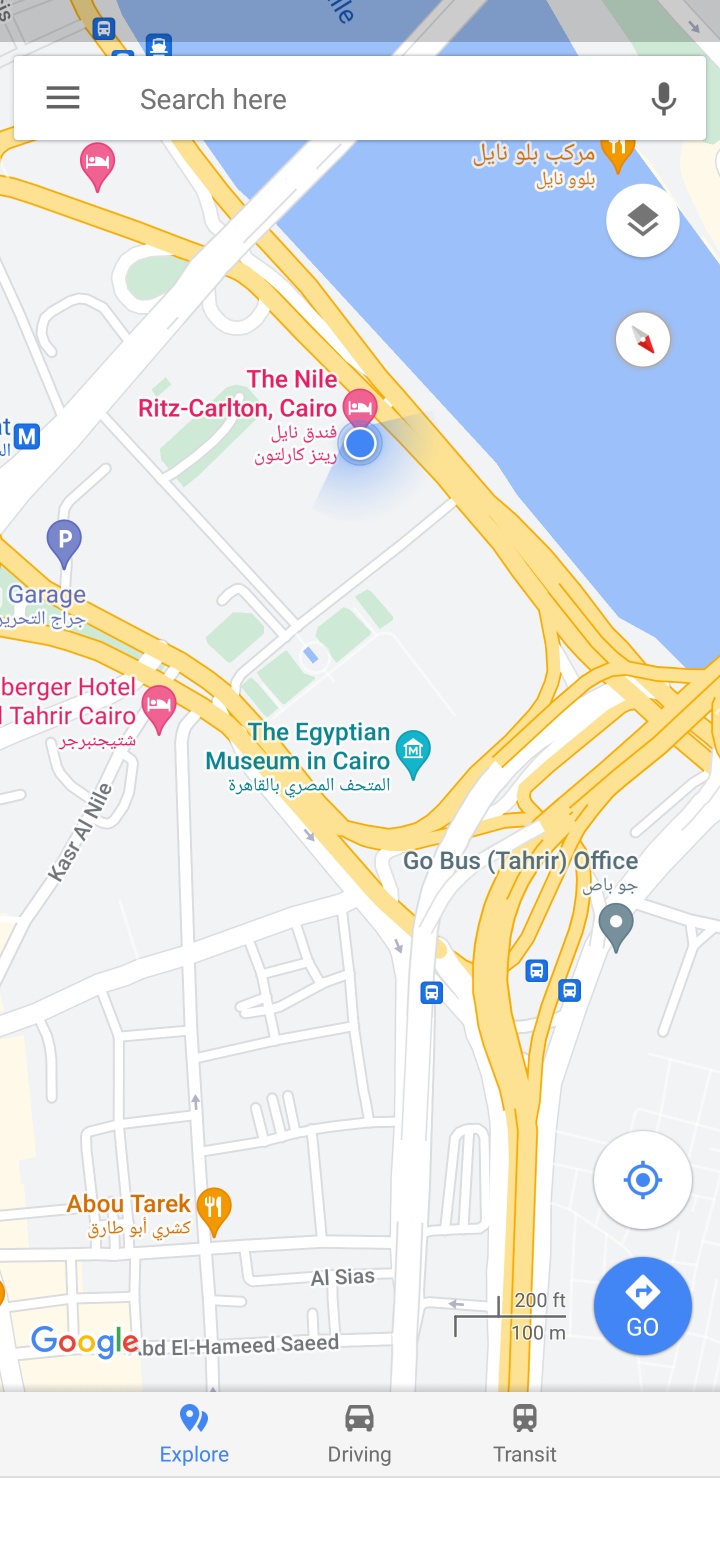 Search here
مركب بلو نايل
بلوو نايل
The Nile
Ritz-Carlton, Cairo
فندق نايل
ريتز كارلتون
M
P
Garage
جراج التحرير
berger Hotel
Tahrir Cairo
شتيجنبرجر
The Egyptian
Museum in Cairo
المتحف المصري بالقاهرة
Kasr Al Nile
Go Bus (Tahrir) Office
جو باص
Abou Tarek
كشري أبو طارق
Al Sias
200 ft
100 m
GO
Google
bd El-Hameed Saeed
Explore
Driving
Transit